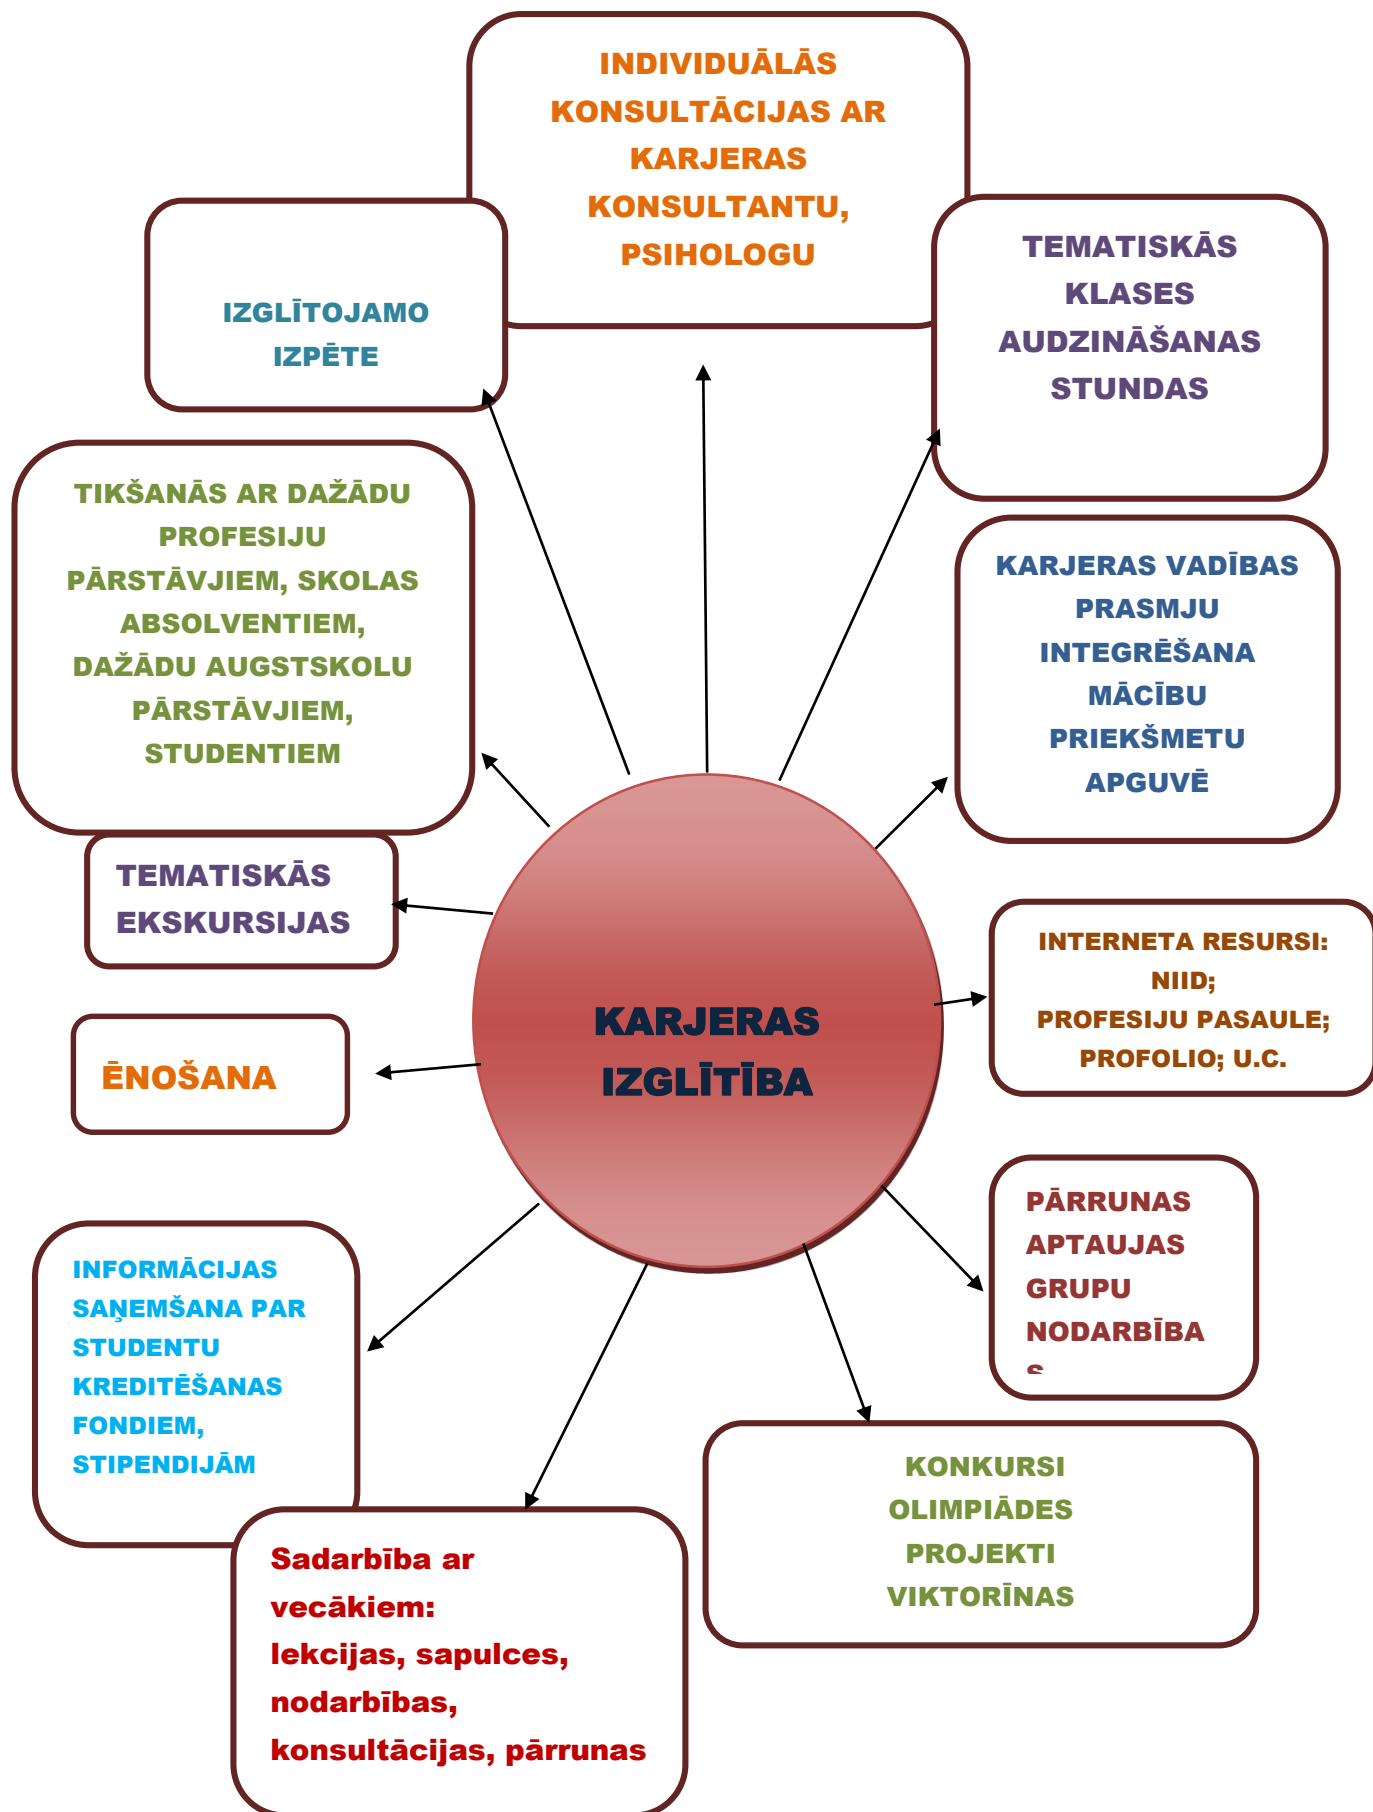 INDIVIDUĀLĀS
KONSULTĀCIJAS AR
KARJERAS
KONSULTANTU,
PSIHOLOGU
IZGLĪTOJAMO
IZPĒTE
TEMATISKĀS
KLASES
AUDZINĀŠANAS
STUNDAS
TIKŠANĀS AR DAŽĀDU
PROFESIJU
PĀRSTĀVJIEM, SKOLAS
ABSOLVENTIEM,
DAŽĀDU AUGSTSKOLU
PĀRSTĀVJIEM,
STUDENTIEM
KARJERAS VADĪBAS
PRASMJU
INTEGRĒŠANA
MĀCĪBU
PRIEKŠMETU
APGUVĒ
TEMATISKĀS
EKSKURSIJAS
INTERNETA RESURSI:
NIID;
PROFESIJU PASAULE;
PROFOLIO; U.C.
KARJERAS
IZGLĪTĪBA
ĒNOŠANA
PĀRRUNAS
APTAUJAS
GRUPU
NODARBĪBA
S
INFORMĀCIJAS
SAŅEMŠANA PAR
STUDENTU
KREDITĒŠANAS
FONDIEM,
STIPENDIJĀM
KONKURSI
OLIMPIĀDES
PROJEKTI
VIKTORĪNAS
Sadarbība ar
vecākiem:
lekcijas, sapulces,
nodarbības,
konsultācijas, pārrunas